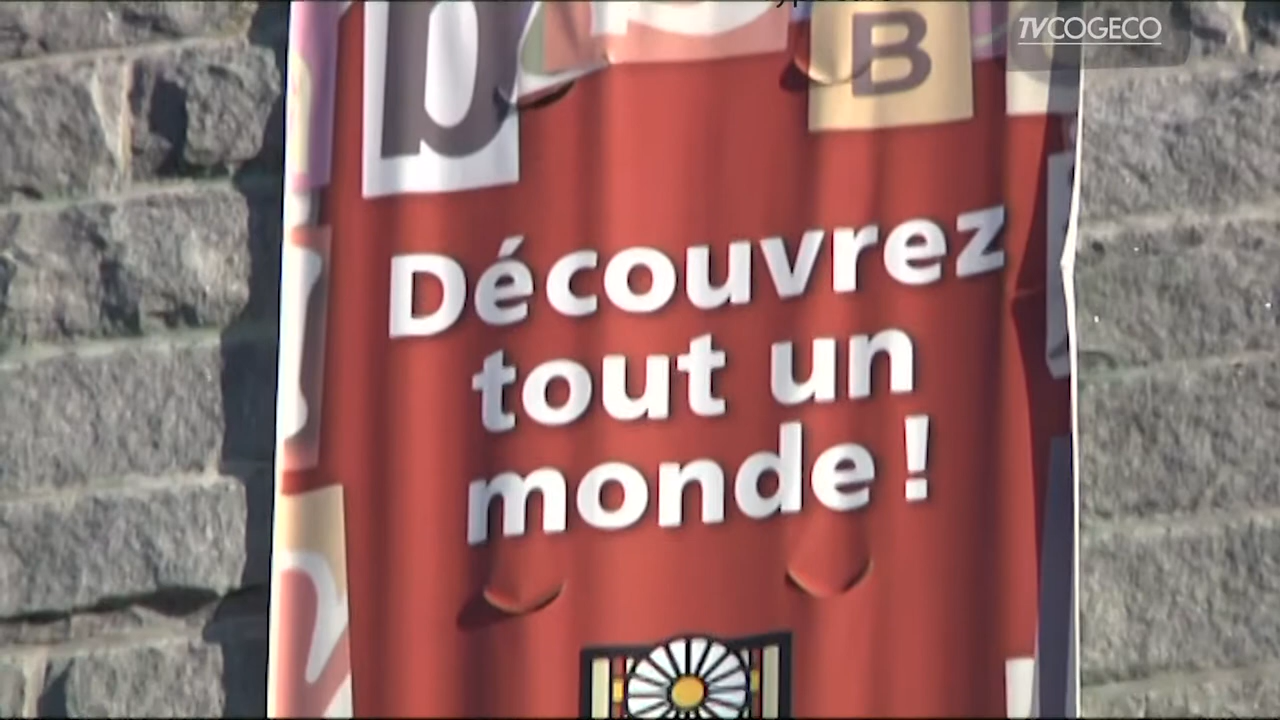 TVCOGECO
b
B
Découvrez
tout un
monde !